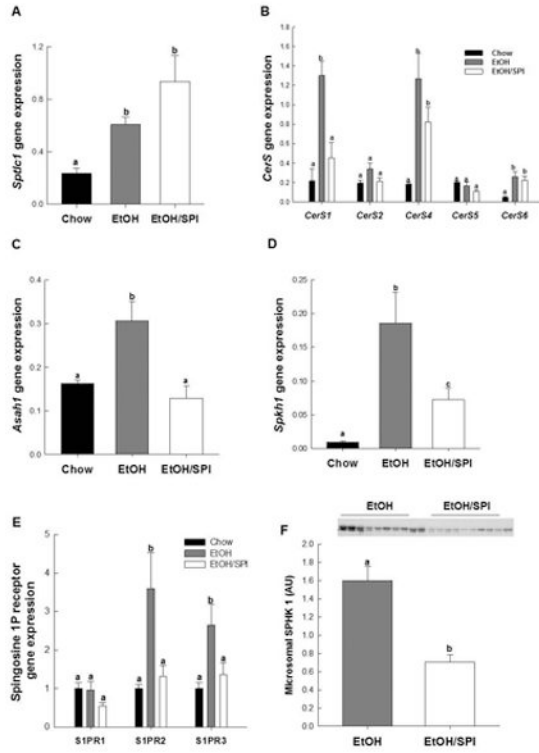 A
Sptlc1 gene expression
1.2
0.9
0.6
0.3
0.0
a
b
b
Chow
EtOH
EtOH/SPI
B
CerS gene expression
1.8
1.6
1.4
1.2
1.0
0.8
0.6
0.4
0.2
0.0
Chow
EtOH
EtOH/SPI
a
b
a
a
a
a
a
b
b
a
a
a
a
b
b
CerS1
CerS2
CerS4
CerS5
CerS6
C
Asah1 gene expression
0.4
0.3
0.2
0.1
0.0
a
b
a
Chow
EtOH
EtOH/SPI
D
Spkh1 gene expression
0.25
0.20
0.15
0.10
0.05
0.00
a
b
c
Chow
EtOH
EtOH/SPI
E
Spingosine 1P receptor
gene expression
5
4
3
2
1
0
Chow
EtOH
EtOH/SPI
a
a
a
a
b
a
a
b
a
S1PR1
S1PR2
S1PR3
F
EtOH
EtOH/SPI
Microsomal SPHK 1 (AU)
1.8
1.6
1.4
1.2
1.0
0.8
0.6
0.4
0.2
0.0
a
b
EtOH
EtOH/SPI